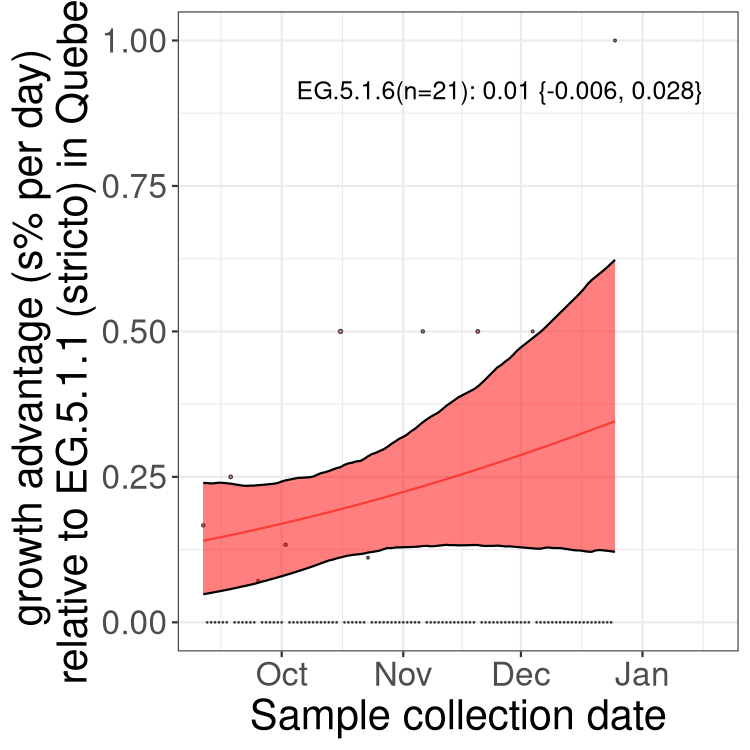 growth advantage (s% per day)
relative to EG.5.1.1 (stricto) in Quebe
1.00
0.75
0.50
0.25
0.00
EG.5.1.6(n=21): 0.01 {-0.006, 0.028}
Oct
Nov
Dec
Jan
Sample collection date